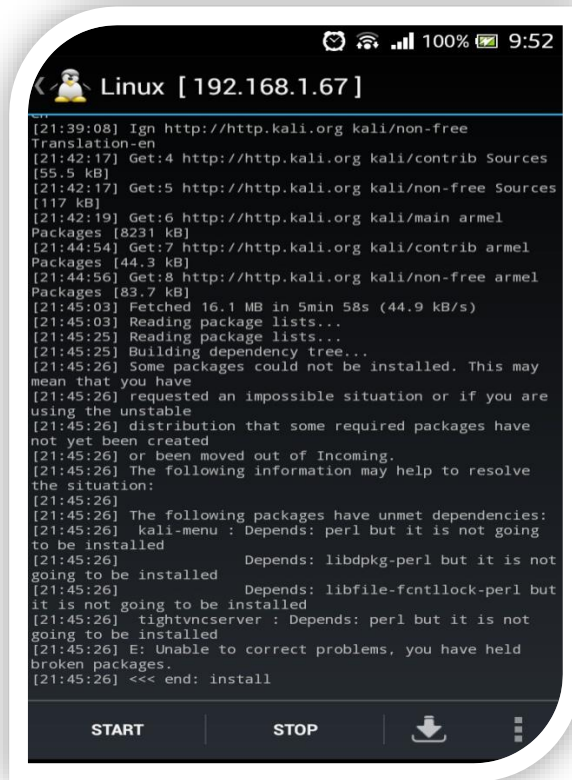 100% 9:52
Linux [ 192.168.1.67 ]
en
[21:39:08] Ign http://http.kali.org kali/non-free
Translation-en
[21:42:17] Get:4 http://http.kali.org kali/contrib Sources
[55.5 kB]
[21:42:17] Get:5 http://http.kali.org kali/non-free Sources
[117 kB]
[21:42:19] Get:6 http://http.kali.org kali/main armel
Packages [8231 kB]
[21:44:54] Get:7 http://http.kali.org kali/contrib armel
Packages [44.3 kB]
[21:44:56] Get:8 http://http.kali.org kali/non-free armel
Packages [83.7 kB]
[21:45:03] Fetched 16.1 MB in 5min 58s (44.9 kB/s)
[21:45:03] Reading package lists...
[21:45:25] Reading package lists...
[21:45:25] Building dependency tree...
[21:45:26] Some packages could not be installed. This may
mean that you have
[21:45:26] requested an impossible situation or if you are
using the unstable
[21:45:26] distribution that some required packages have
not yet been created
[21:45:26] or been moved out of Incoming.
[21:45:26] The following information may help to resolve
the situation:
[21:45:26]
[21:45:26] The following packages have unmet dependencies:
[21:45:26] kali-menu : Depends: perl but it is not going
to be installed
[21:45:26] Depends: libdpkg-perl but it is not
going to be installed
[21:45:26] Depends: libfile-fcntllock-perl but
it is not going to be installed
[21:45:26] tightvncserver : Depends: perl but it is not
going to be installed
[21:45:26] E: Unable to correct problems, you have held
broken packages.
[21:45:26] <<< end: install
START STOP